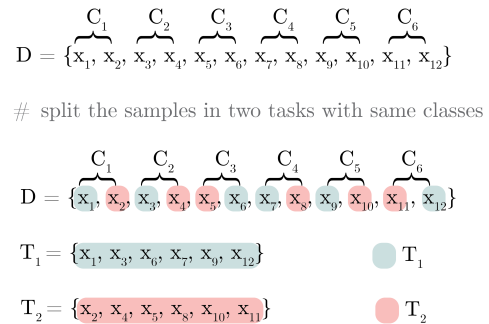 C₁ C₂ C₃ C₄ C₅ C₆
D = {x₁, x₂, x₃, x₄, x₅, x₆, x₇, x₈, x₉, x₁₀, x₁₁, x₁₂}
# split the samples in two tasks with same classes
C₁ C₂ C₃ C₄ C₅ C₆
D = {x₁, x₂, x₃, x₄, x₅, x₆, x₇, x₈, x₉, x₁₀, x₁₁, x₁₂}
T₁ = {x₁, x₃, x₆, x₇, x₉, x₁₂} T₁
T₂ = {x₂, x₄, x₅, x₈, x₁₀, x₁₁} T₂